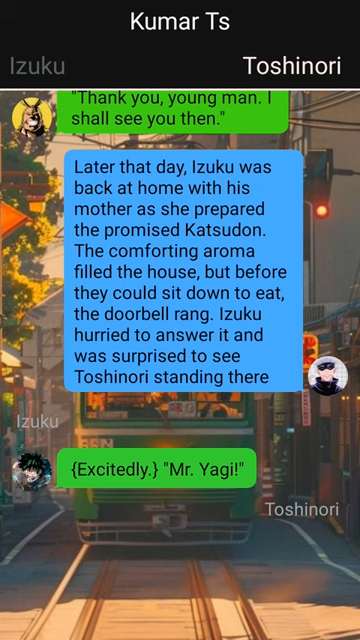 Kumar Ts
Izuku
Toshinori
"Thank you, young man. I
shall see you then."
Later that day, Izuku was
back at home with his
mother as she prepared
the promised Katsudon.
The comforting aroma
filled the house, but before
they could sit down to eat,
the doorbell rang. Izuku
hurried to answer it and
was surprised to see
Toshinori standing there
Izuku
{Excitedly.} "Mr. Yagi!"
Toshinori